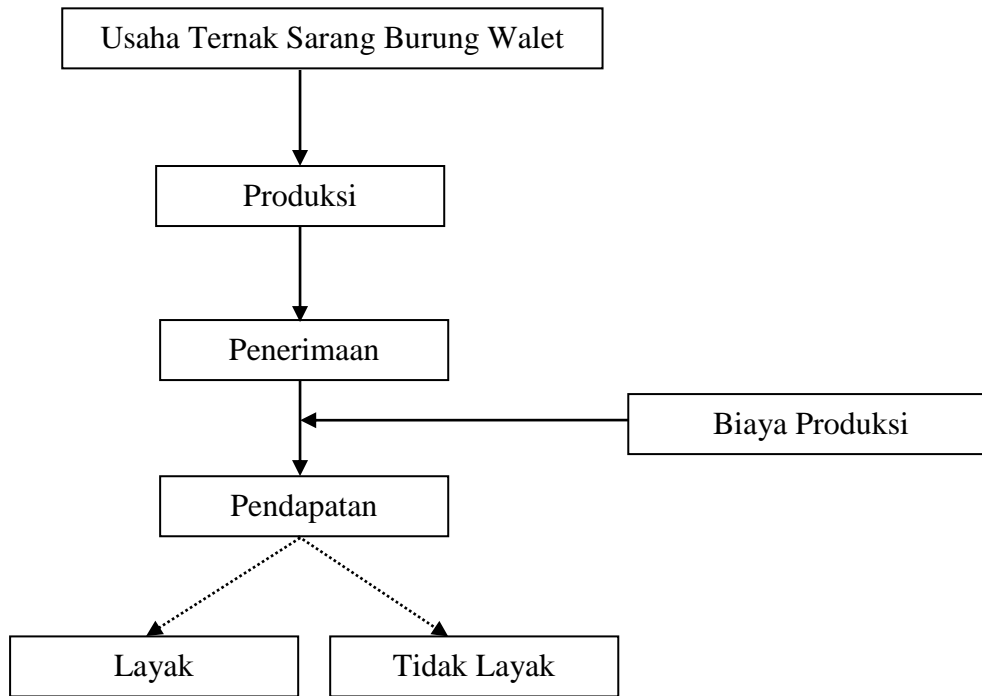 Usaha Ternak Sarang Burung Walet
Produksi
Penerimaan
Biaya Produksi
Pendapatan
Layak
Tidak Layak